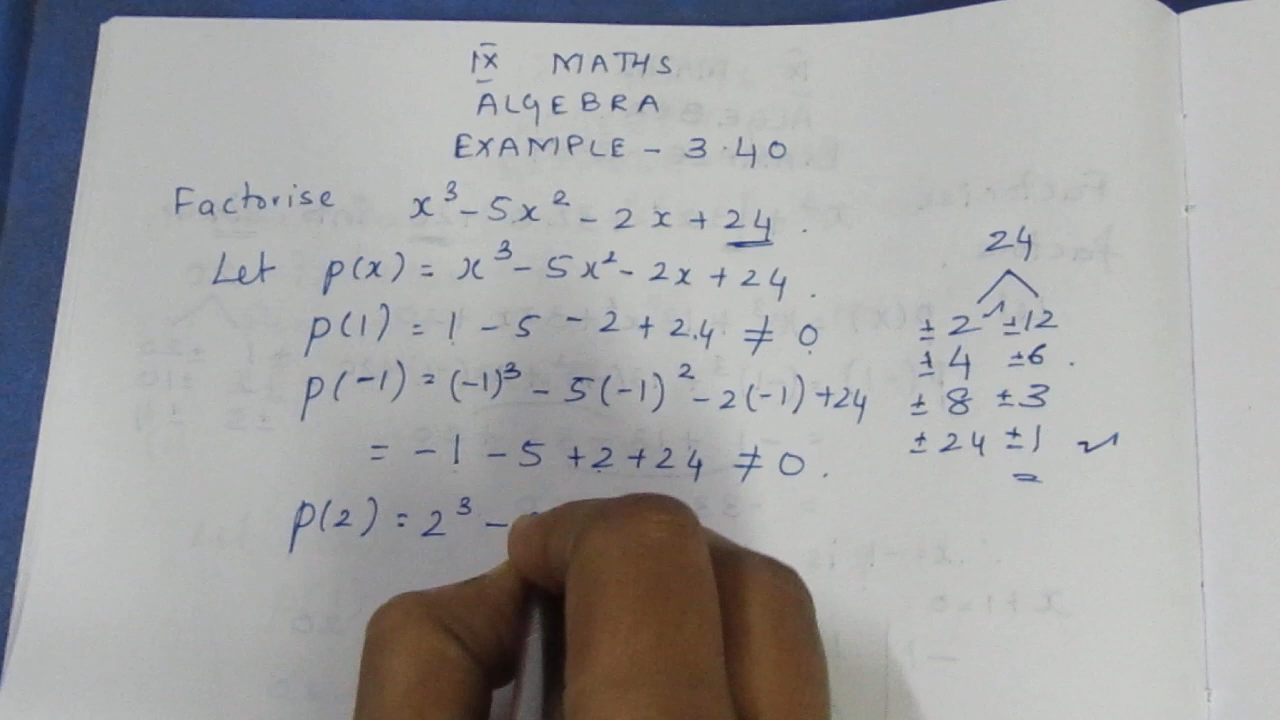 IX MATHS
ALGEBRA
EXAMPLE - 3.40
Factorise x³ - 5x² - 2x + 24.
Let p(x) = x³ - 5x² - 2x + 24.
p(1) = 1 - 5 - 2 + 24 ≠ 0
p(-1) = (-1)³ - 5(-1)² - 2(-1) + 24
= -1 - 5 + 2 + 24 ≠ 0.
p(2) = 2³ -
24
± 2 ± 12
± 4 ± 6.
± 8 ± 3
± 24 ± 1